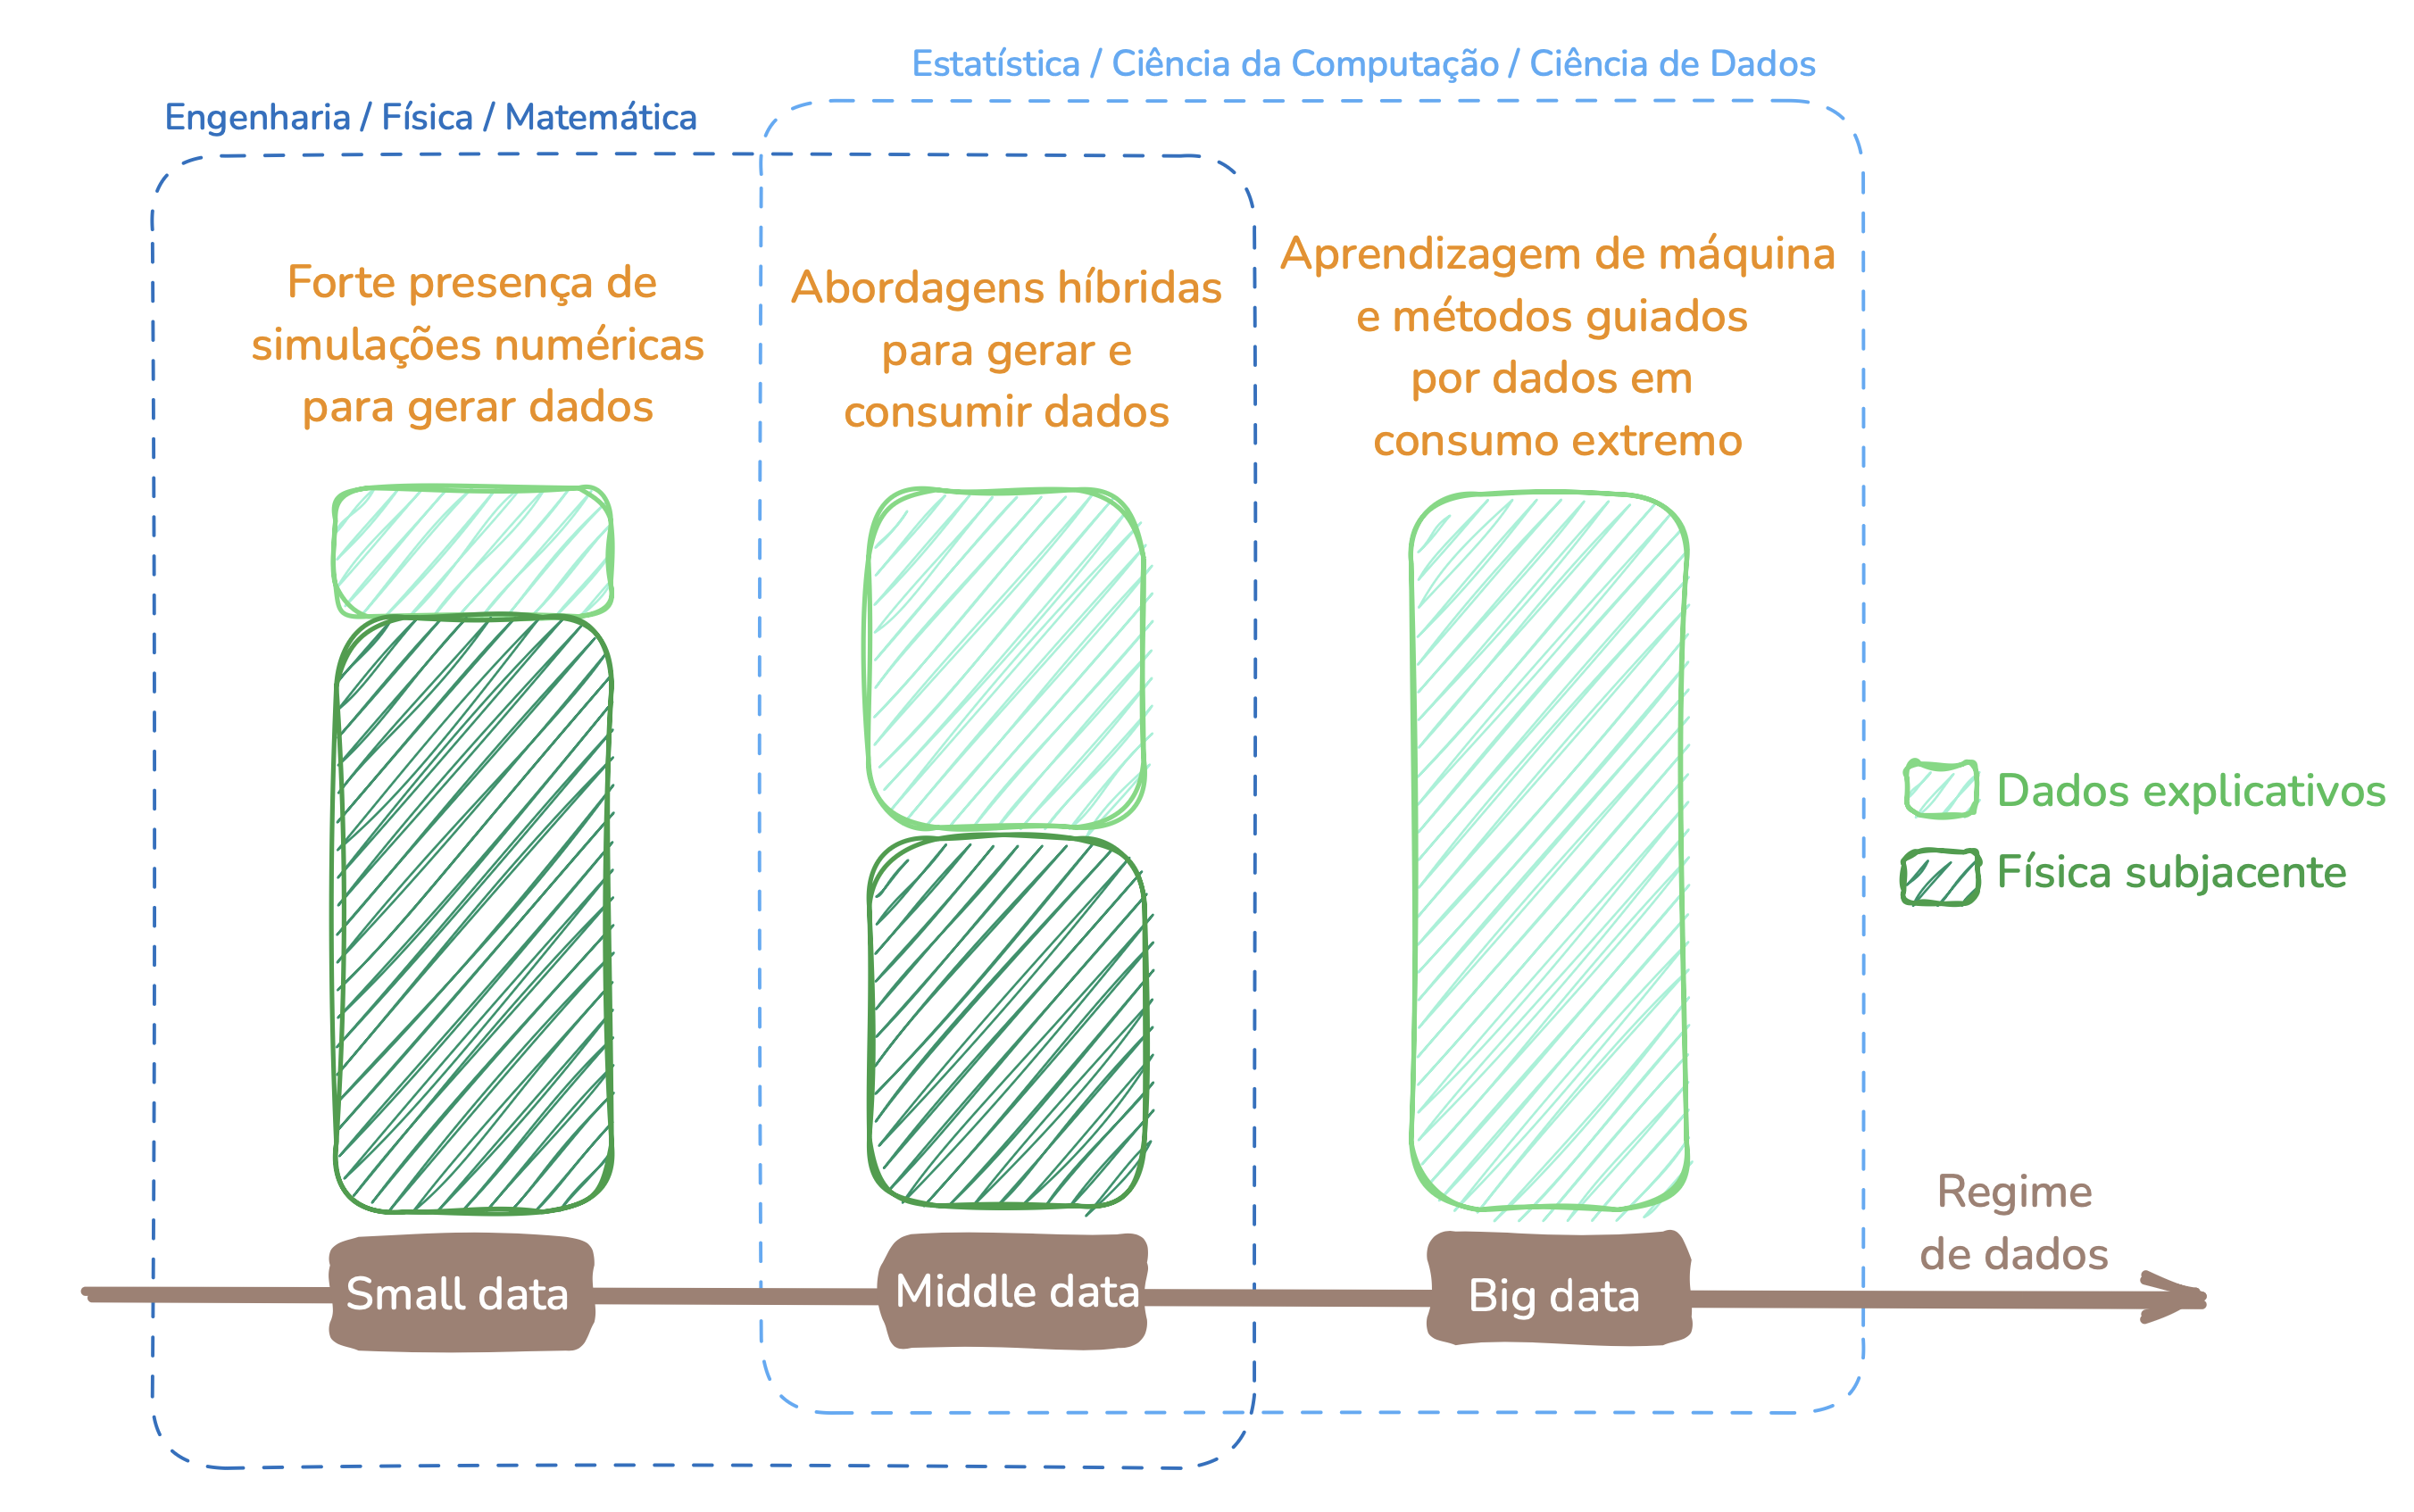 Estatística / Ciência da Computação / Ciência de Dados
Engenharia / Física / Matemática
Forte presença de
simulações numéricas
para gerar dados
Abordagens híbridas
para gerar e
consumir dados
Aprendizagem de máquina
e métodos guiados
por dados em
consumo extremo
Dados explicativos
Física subjacente
Regime
de dados
Small data
Middle data
Big data